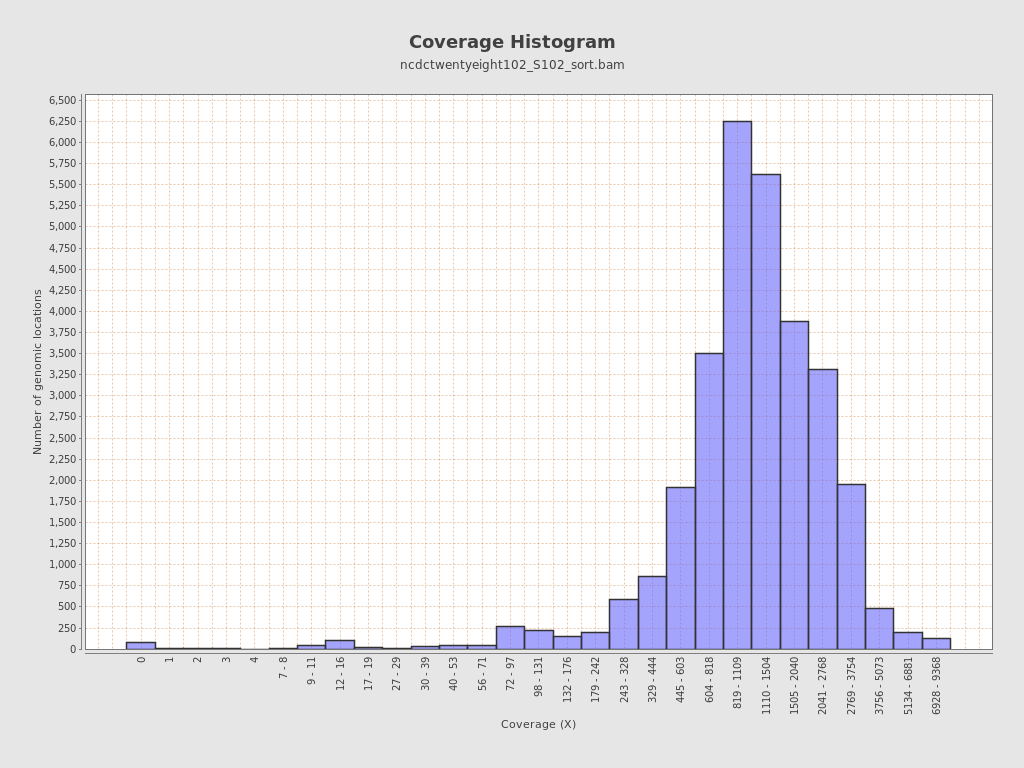 Coverage Histogram
ncdctwentyeight102_S102_sort.bam
Number of genomic locations
6,500
6,250
6,000
5,750
5,500
5,250
5,000
4,750
4,500
4,250
4,000
3,750
3,500
3,250
3,000
2,750
2,500
2,250
2,000
1,750
1,500
1,250
1,000
750
500
250
0
0
1
2
3
4
7 - 8
9 - 11
12 - 16
17 - 19
27 - 29
30 - 39
40 - 53
56 - 71
72 - 97
98 - 131
132 - 176
179 - 242
243 - 328
329 - 444
445 - 603
604 - 818
819 - 1109
1110 - 1504
1505 - 2040
2041 - 2768
2769 - 3754
3756 - 5073
5134 - 6881
6928 - 9368
Coverage (X)